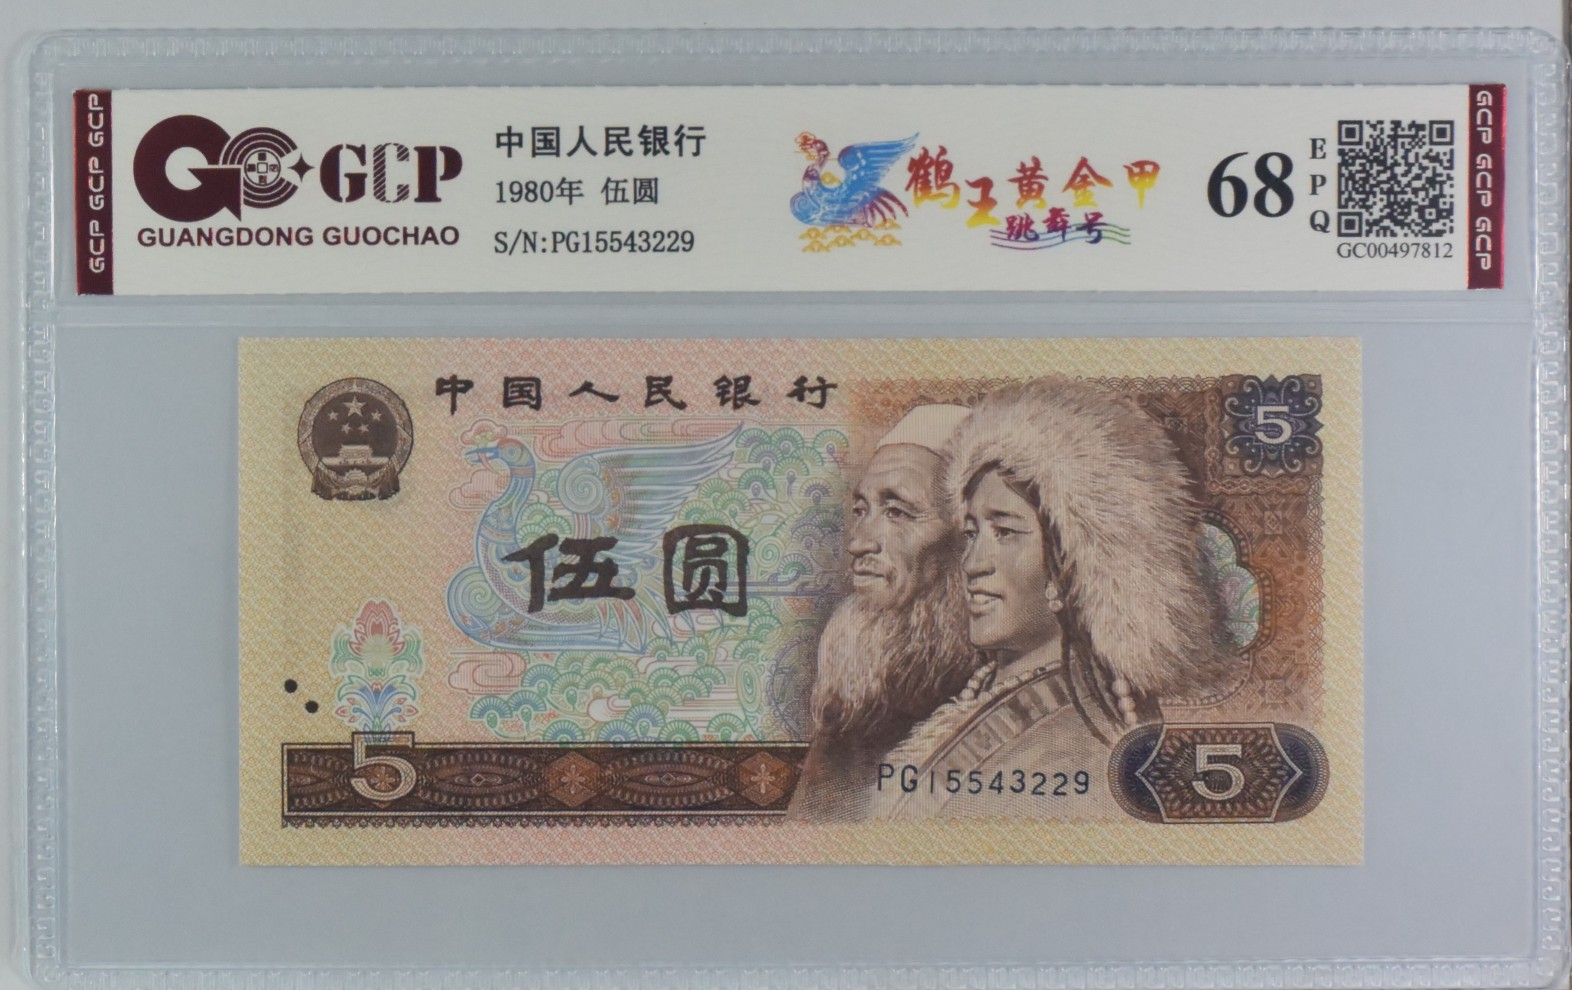 GCP GCP GCP
GCP
GUANGDONG GUOCHAO
中国人民银行
1980年 伍圆
S/N:PG15543229
鹤王黄金甲
跳舞号
68
EPQ
GC00497812
GCP GCP GCP
中国人民银行
5
伍圆
5
PG15543229
5